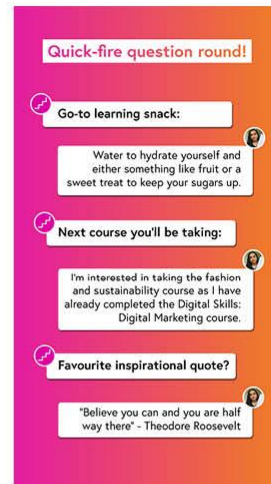 Quick-fire question round!
Go-to learning snack:
Water to hydrate yourself and
either something like fruit or a
sweet treat to keep your sugars up.
Next course you'll be taking:
I'm interested in taking the fashion
and sustainability course as I have
already completed the Digital Skills:
Digital Marketing course.
Favourite inspirational quote?
"Believe you can and you are half
way there" - Theodore Roosevelt